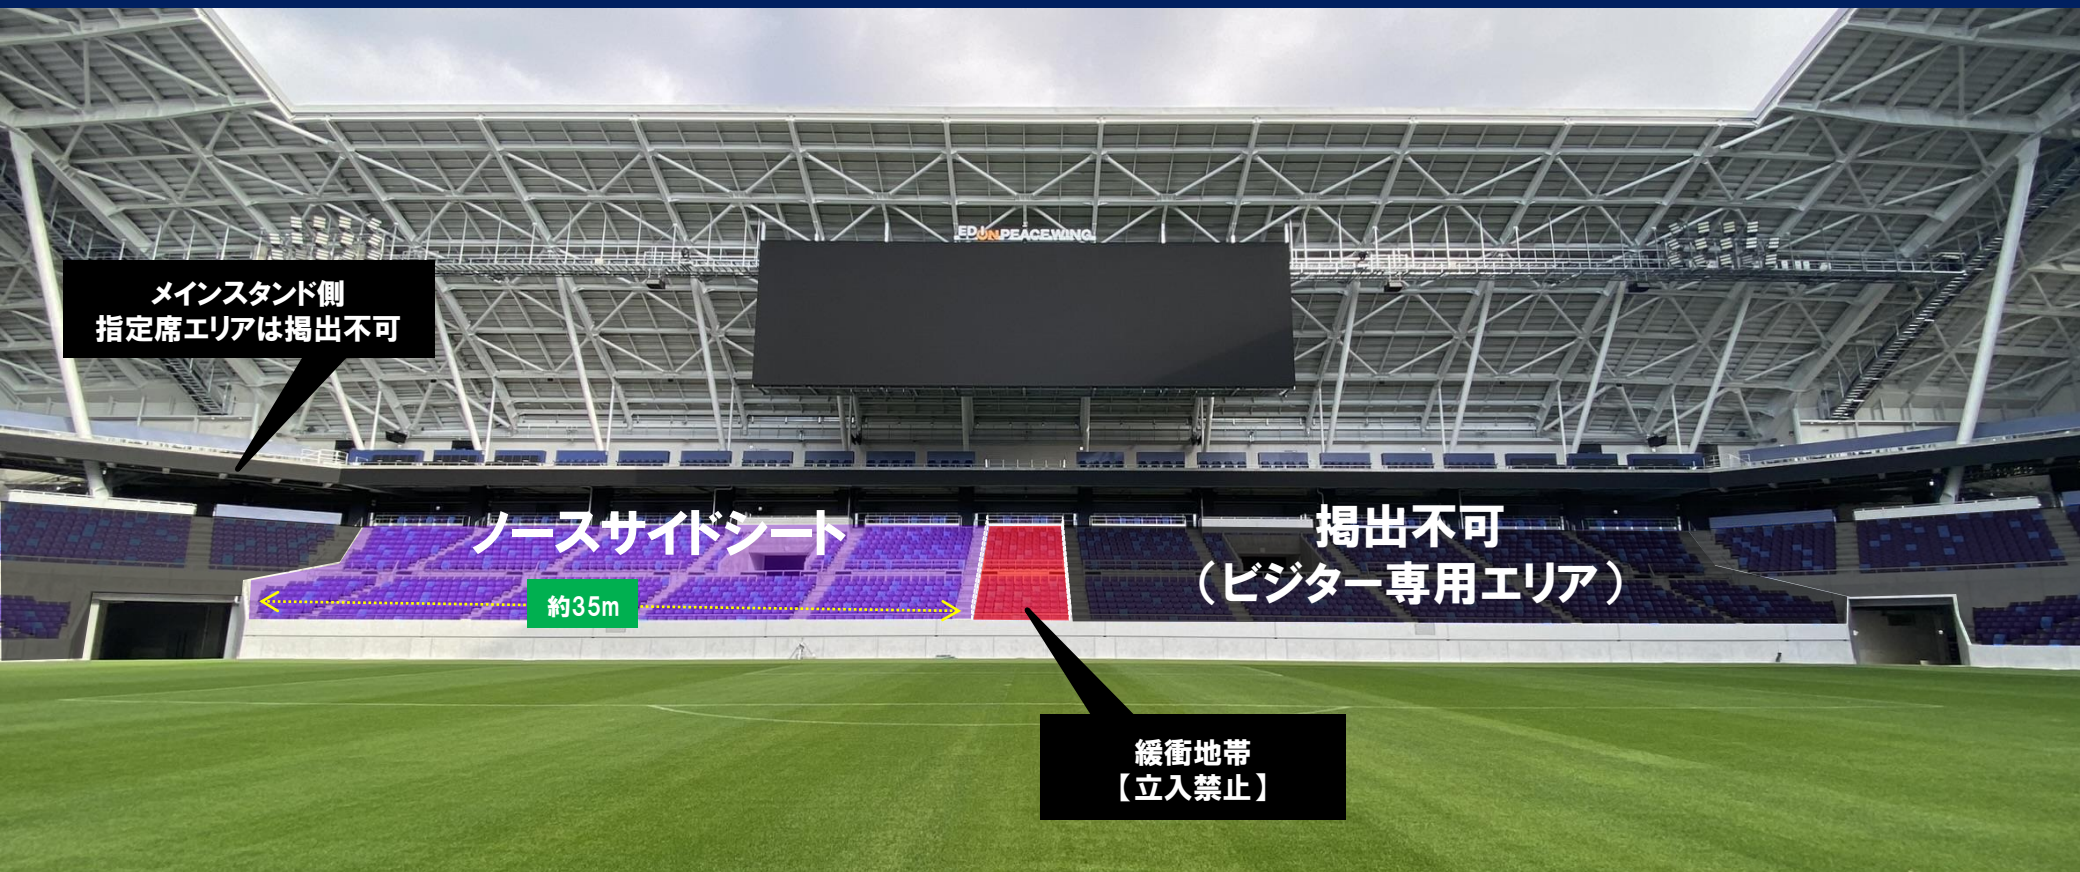 EDION PEACE WING
メインスタンド側
指定席エリアは掲出不可
ノースサイドシート
掲出不可
（ビジター専用エリア）
約35m
緩衝地帯
【立入禁止】